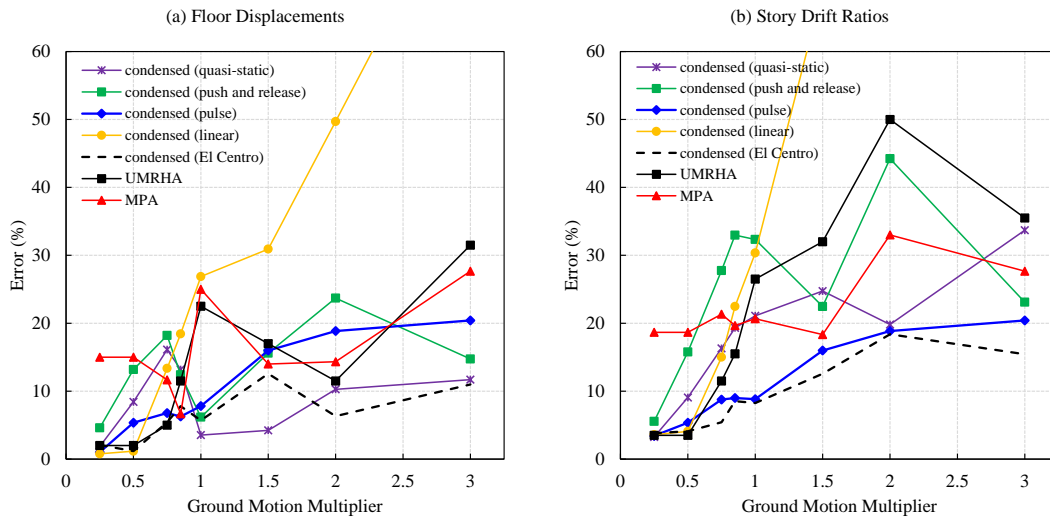 (a) Floor Displacements
60
50
40
30
20
10
0
Error (%)
condensed (quasi-static)
condensed (push and release)
condensed (pulse)
condensed (linear)
condensed (El Centro)
UMRHA
MPA
0 0.5 1 1.5 2 2.5 3
Ground Motion Multiplier
(b) Story Drift Ratios
60
50
40
30
20
10
0
Error (%)
condensed (quasi-static)
condensed (push and release)
condensed (pulse)
condensed (linear)
condensed (El Centro)
UMRHA
MPA
0 0.5 1 1.5 2 2.5 3
Ground Motion Multiplier